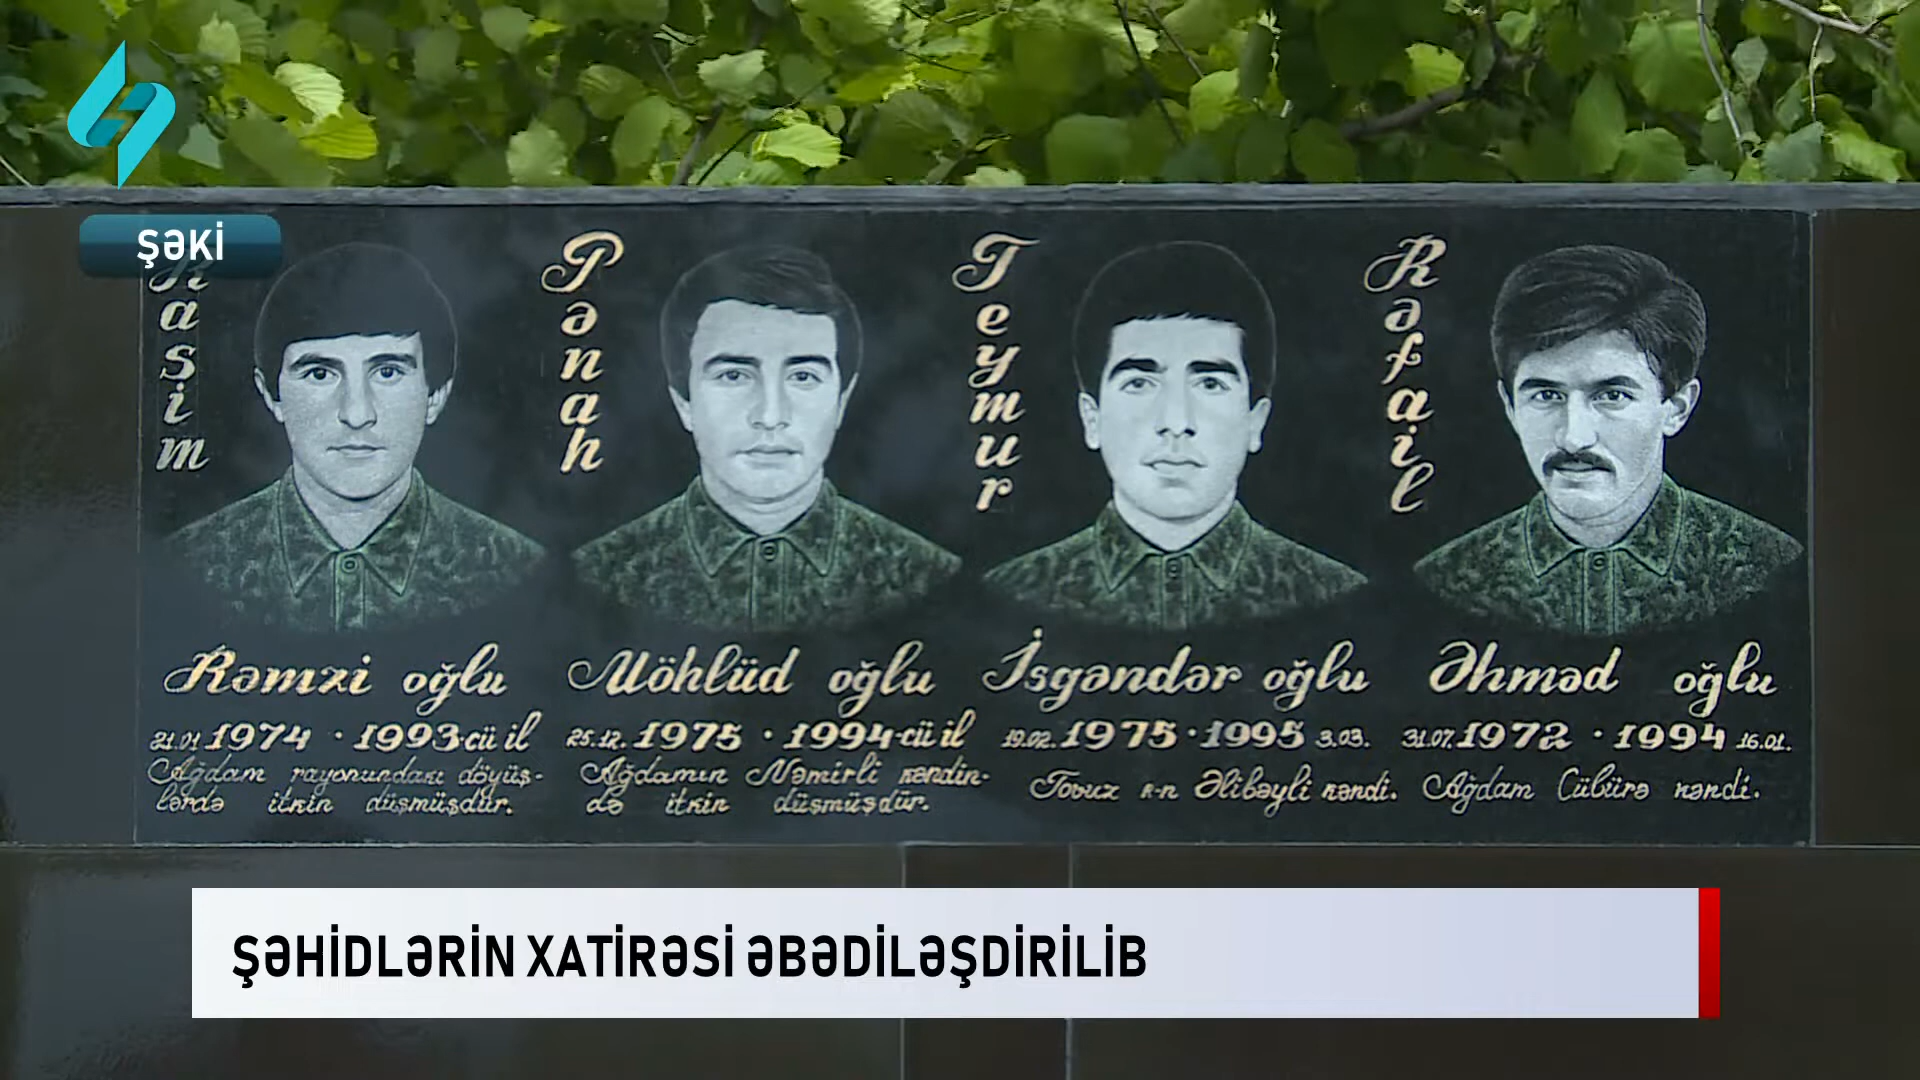 ŞƏKİ
Raşim
Pənah
Teymur
Rəfail
Rəmzi oğlu
21.01 1974 · 1993-cü il
Ağdam rayonundakı döyüş-
lərdə itkin düşmüşdür.
Möhlüd oğlu
25.12. 1975 · 1994-cü il
Ağdamın Nəmirli kəndin-
də itkin düşmüşdür.
İsgəndər oğlu
19.02. 1975 · 1995 3.03.
Tovuz r-n Əlibəyli kəndi.
Əhməd oğlu
31.07. 1972 · 1994 16.01.
Ağdam Cülürə kəndi.
ŞƏHİDLƏRİN XATİRƏSİ ƏBƏDİLƏŞDİRİLİB